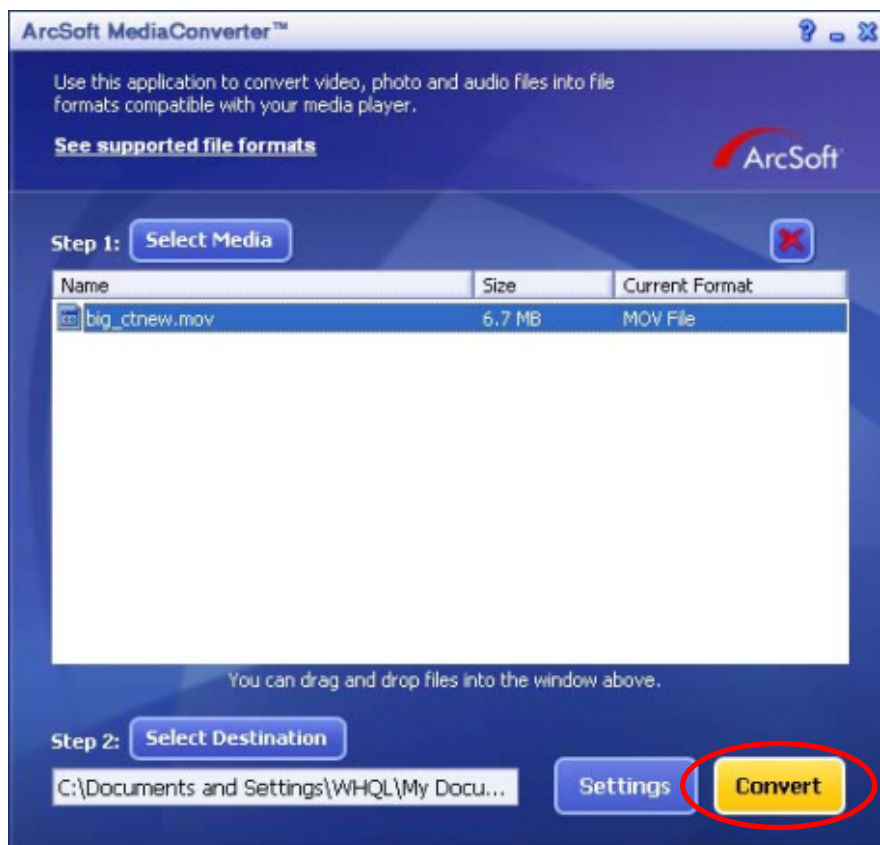 ArcSoft MediaConverter™
Use this application to convert video, photo and audio files into file
formats compatible with your media player.
See supported file formats
ArcSoft
Step 1: Select Media
Name Size Current Format
big_ctnew.mov 6.7 MB MOV File
You can drag and drop files into the window above.
Step 2: Select Destination
C:\Documents and Settings\WHQL\My Docu... Settings Convert